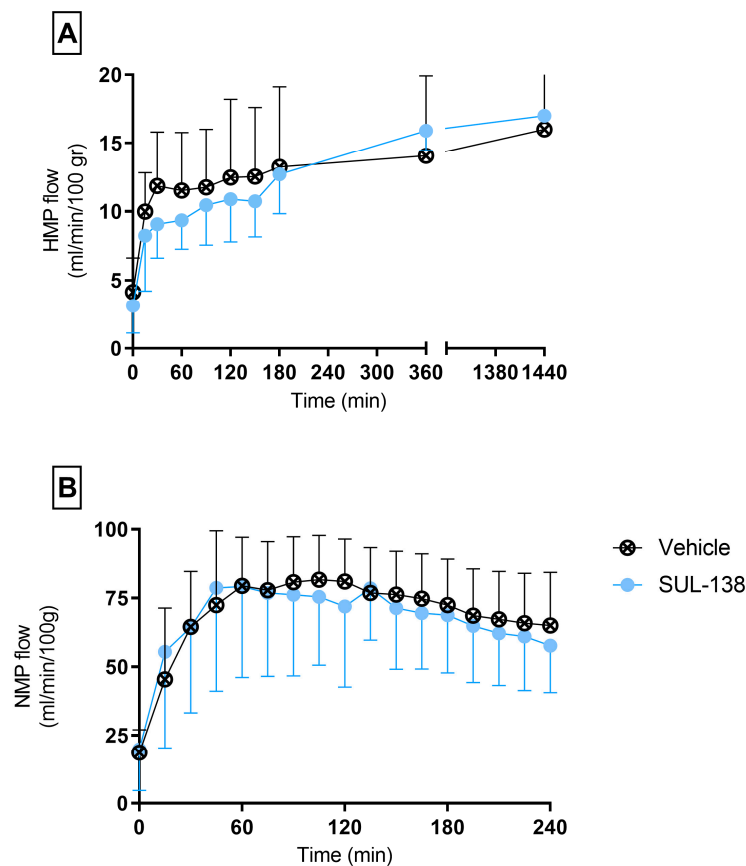 A
20
15
10
5
0
HMP flow
(ml/min/100 gr)
0 60 120 180 240 300 360 1380 1440
Time (min)
B
100
75
50
25
0
NMP flow
(ml/min/100g)
0 60 120 180 240
Time (min)
Vehicle
SUL-138